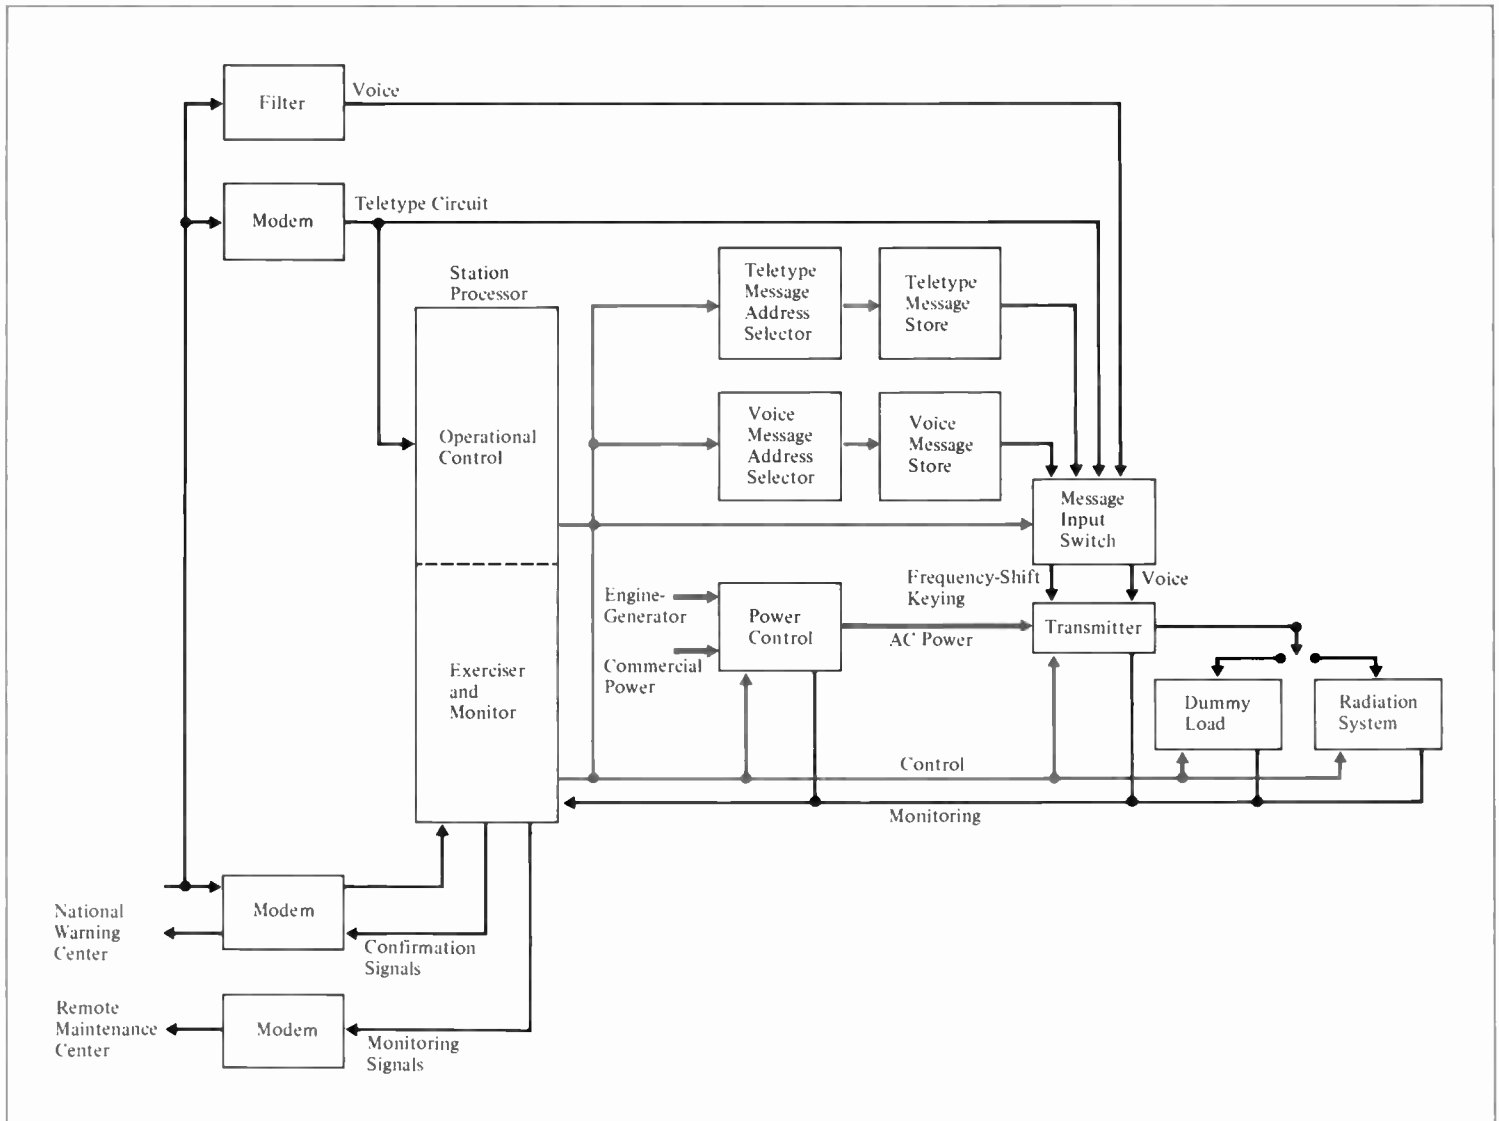 Filter
Voice
Modem
Teletype Circuit
Station
Processor
Teletype
Message
Address
Selector
Teletype
Message
Store
Operational
Control
Voice
Message
Address
Selector
Voice
Message
Store
Message
Input
Switch
Frequency-Shift
Keying
Voice
Engine-
Generator
Power
Control
AC Power
Transmitter
Commercial
Power
Exerciser
and
Monitor
Dummy
Load
Radiation
System
Control
Monitoring
National
Warning
Center
Modem
Confirmation
Signals
Remote
Maintenance
Center
Modem
Monitoring
Signals